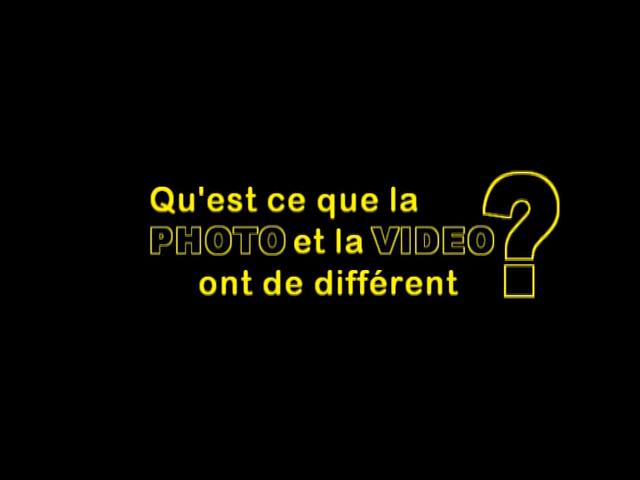 Qu'est ce que la
PHOTO et la VIDEO ?
ont de différent